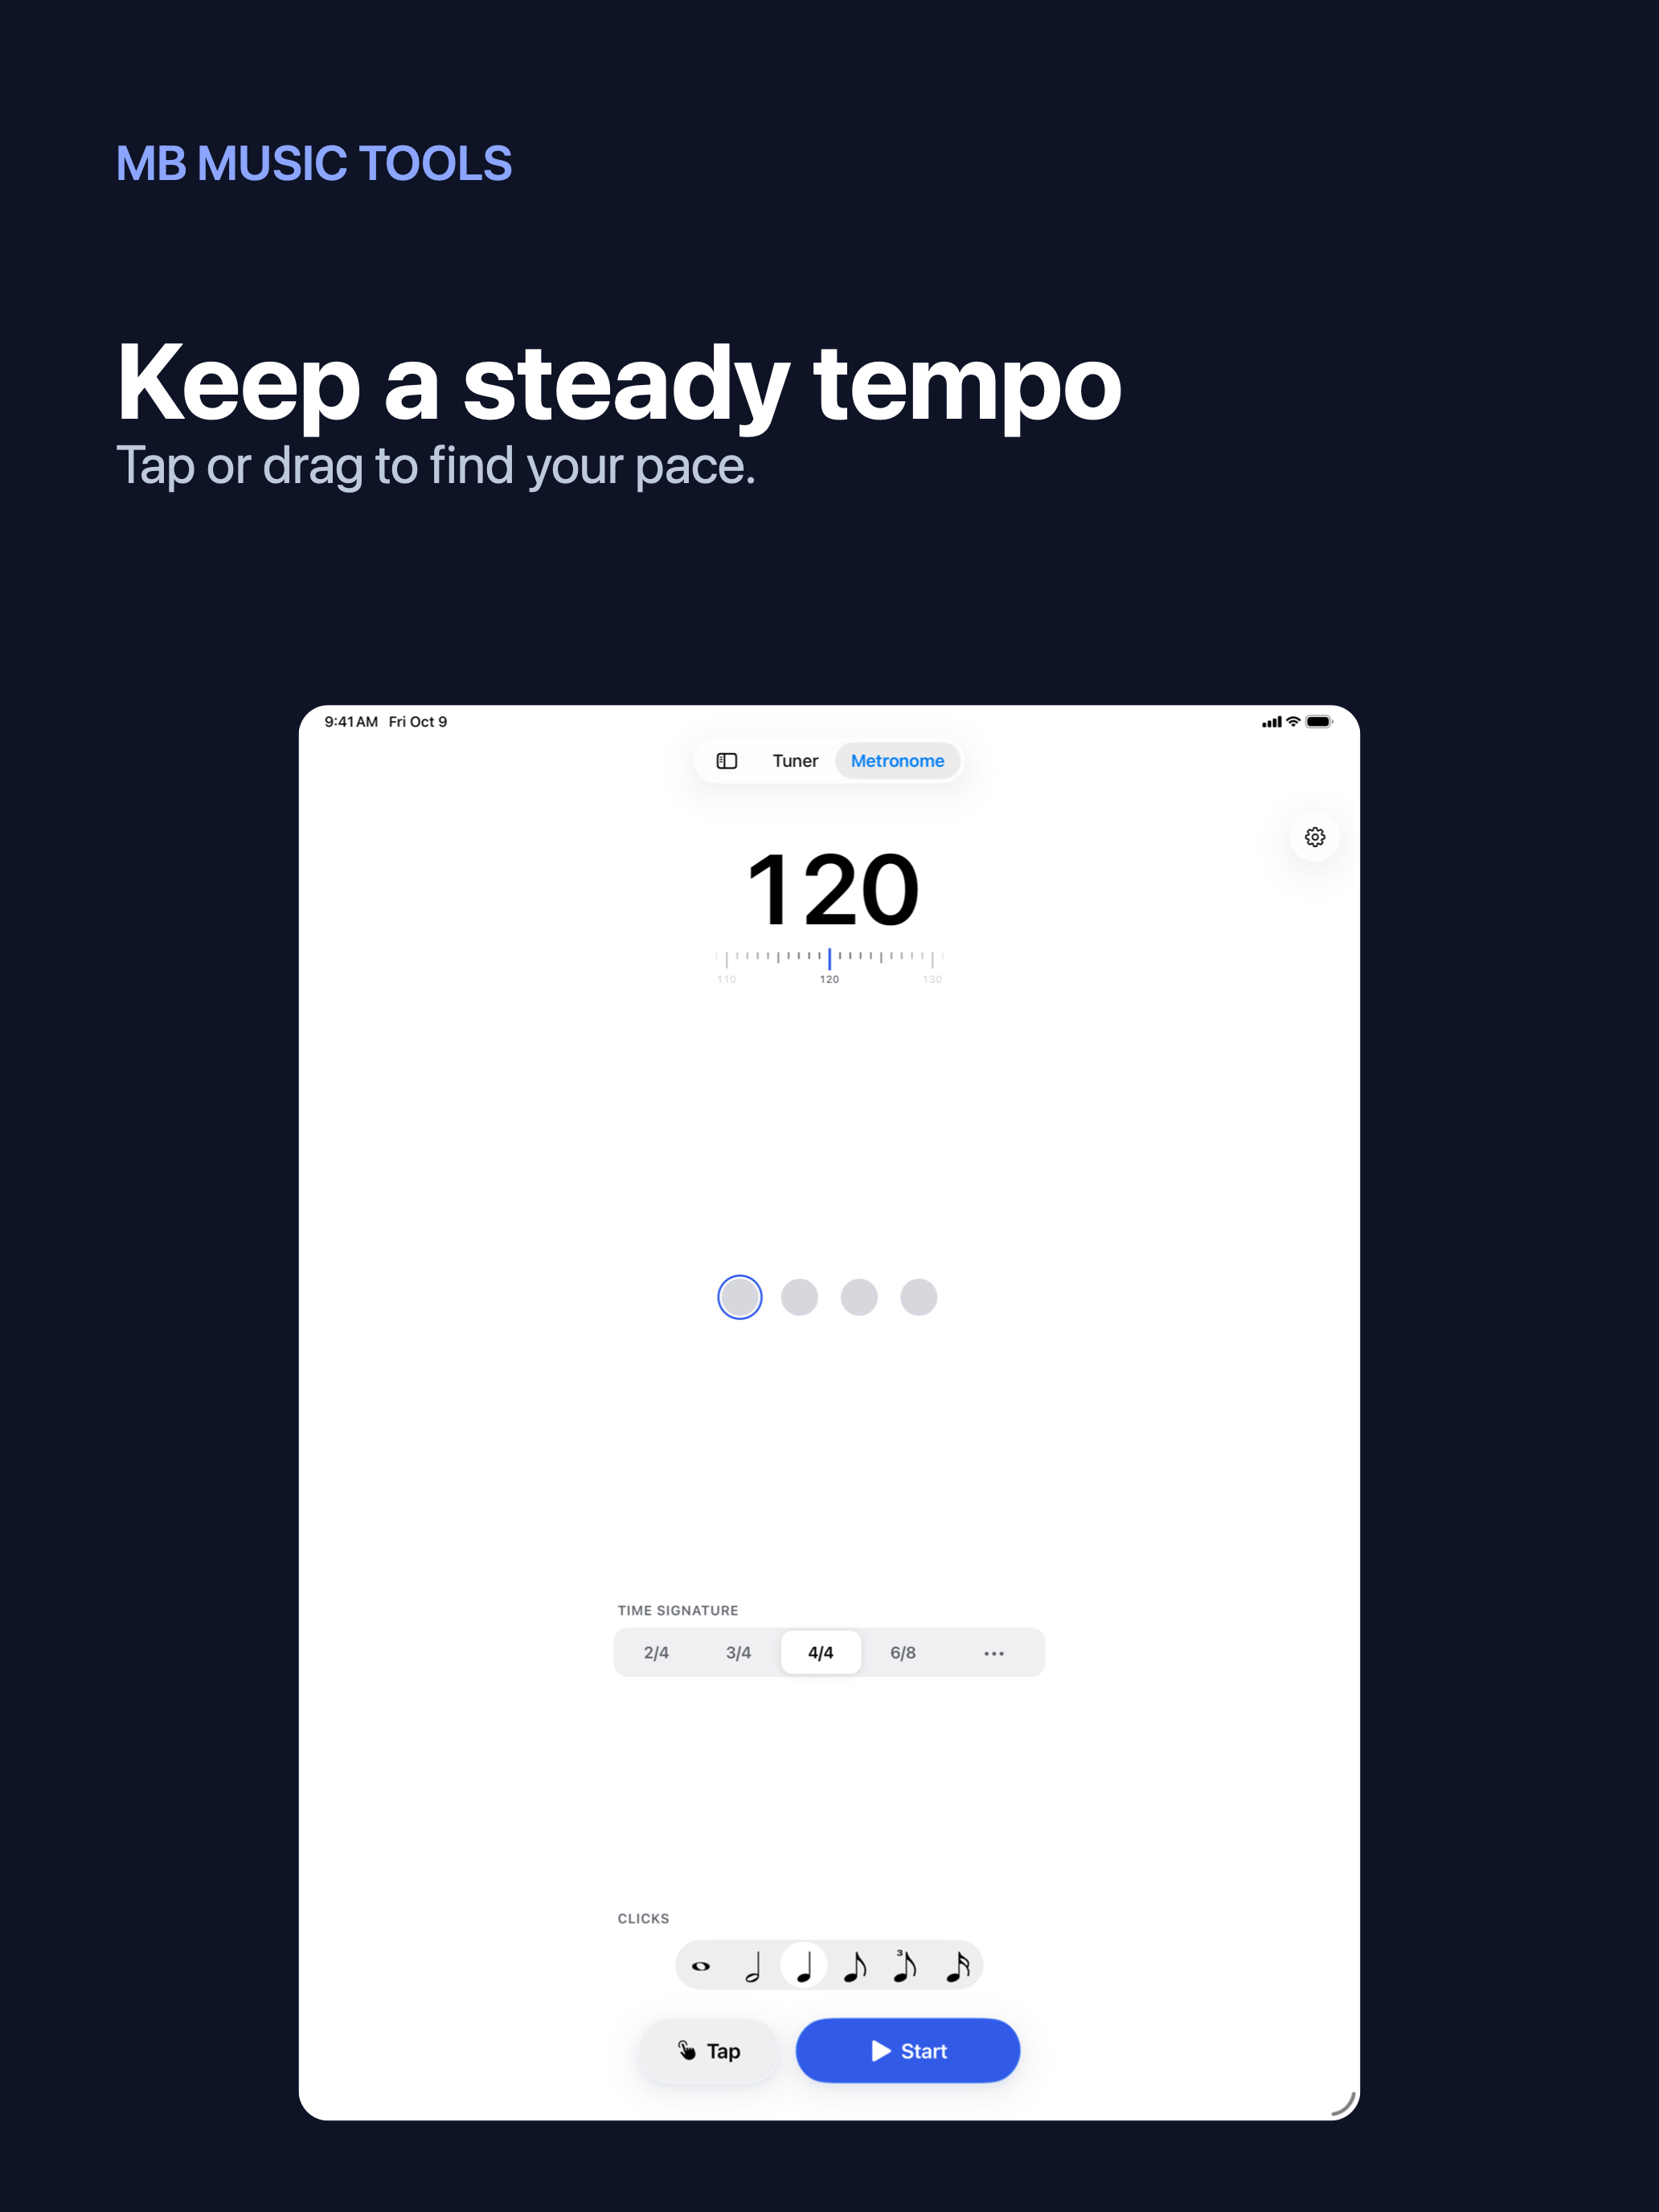 MB MUSIC TOOLS
Keep a steady tempo
Tap or drag to find your pace.
9:41 AM Fri Oct 9
Tuner Metronome
120
110 120 130
TIME SIGNATURE
2/4 3/4 4/4 6/8 •••
CLICKS
3
Tap Start